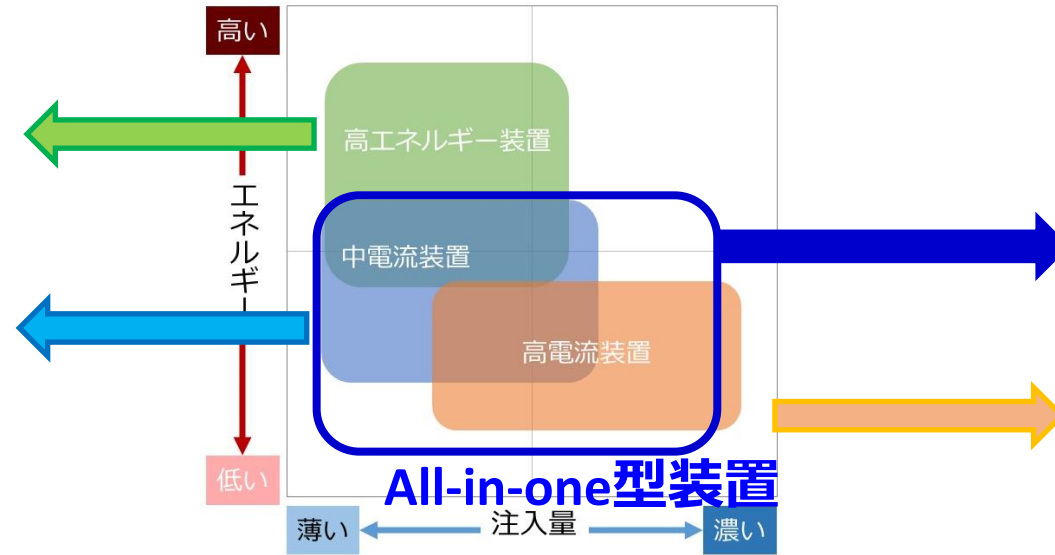 高い
高エネルギー装置
エネルギー
中電流装置
高電流装置
低い
All-in-one型装置
薄い
注入量
濃い